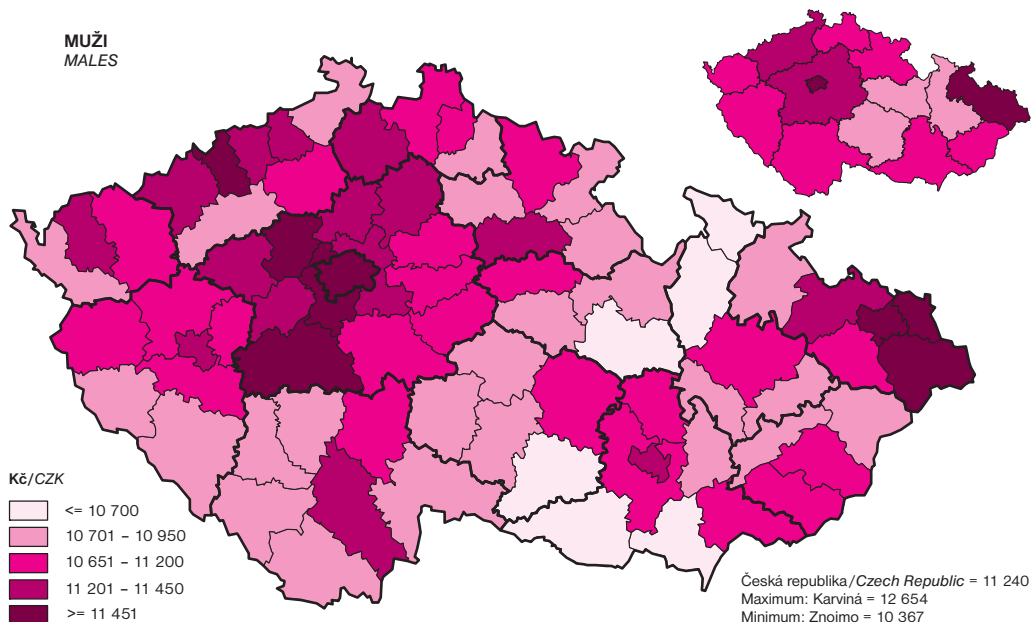 MUŽI
MALES
Kč/CZK
<= 10 700
10 701 – 10 950
10 651 – 11 200
11 201 – 11 450
>= 11 451
Česká republika/Czech Republic = 11 240
Maximum: Karviná = 12 654
Minimum: Znojmo = 10 367